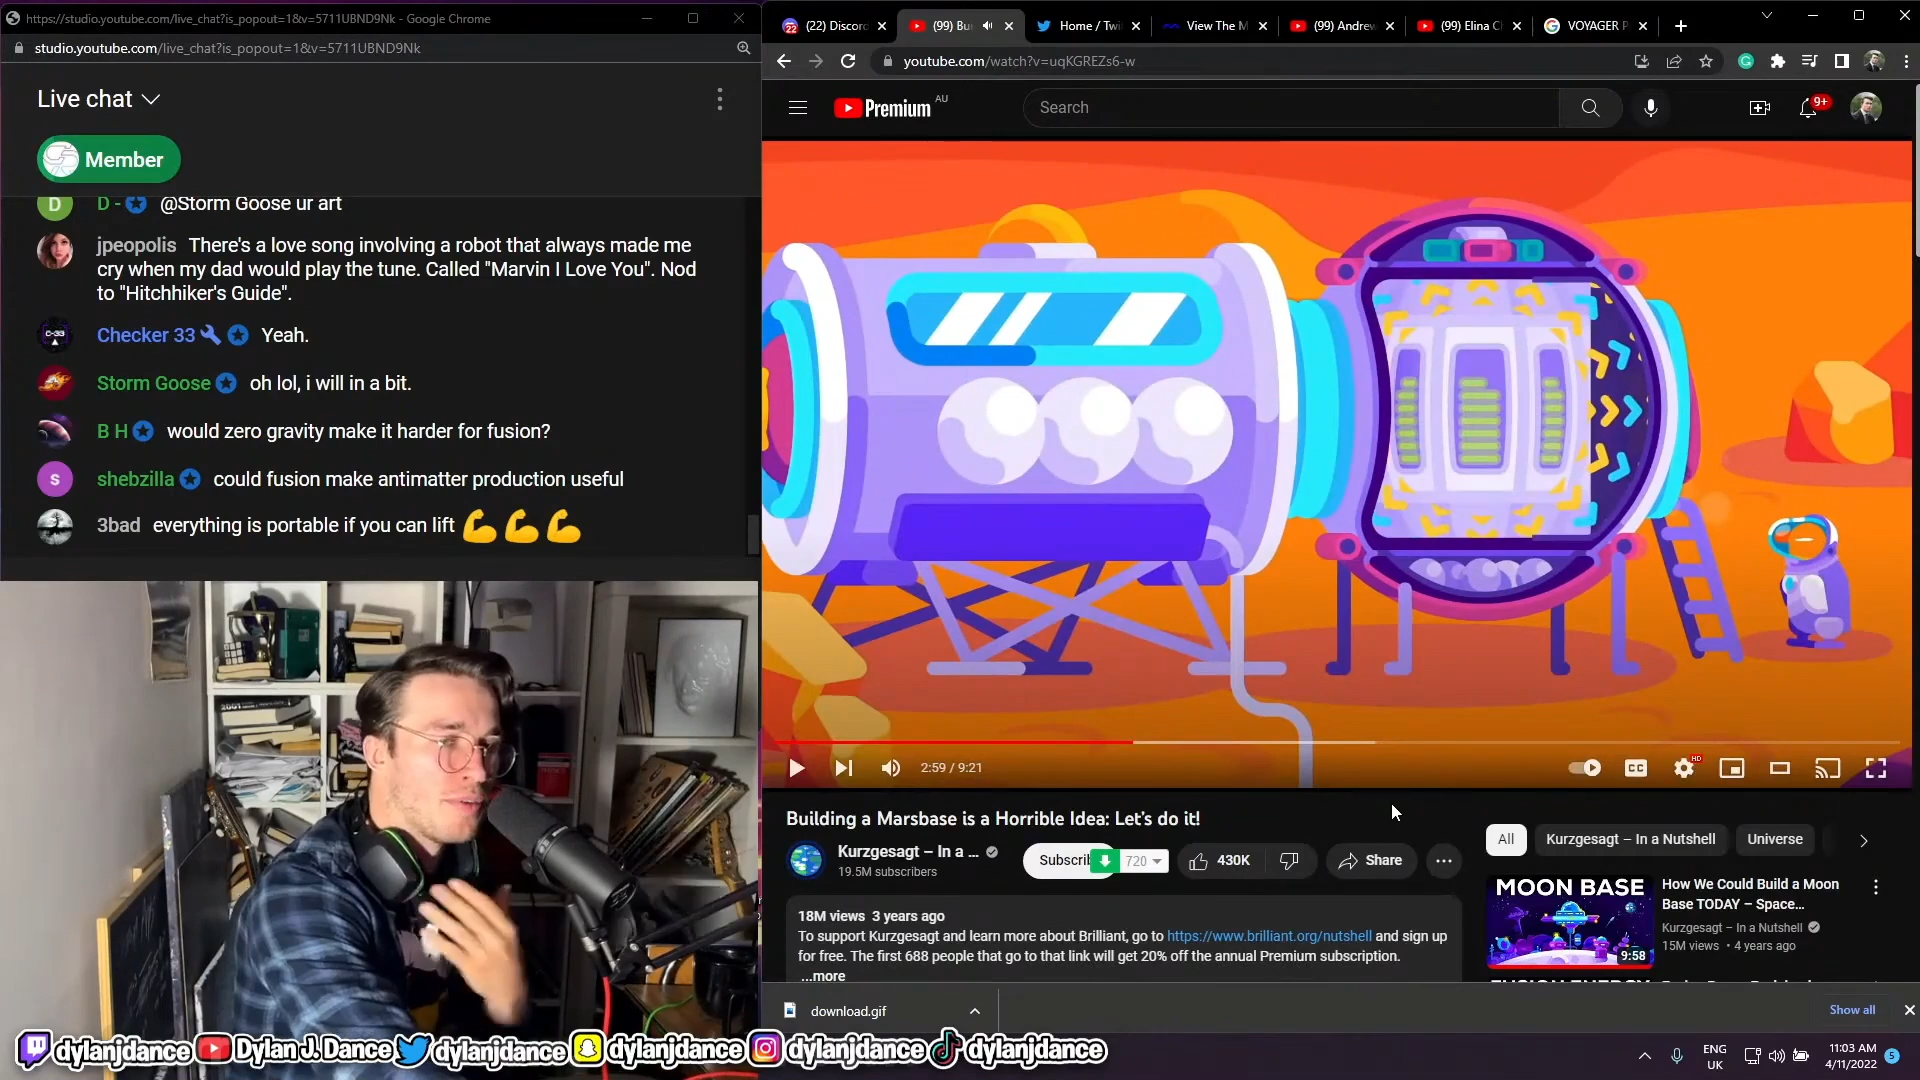 https://studio.youtube.com/live_chat?is_popout=1&v=5711UBND9Nk - Google Chrome
studio.youtube.com/live_chat?is_popout=1&v=5711UBND9Nk
Live chat
Member
D - @Storm Goose ur art
jpeopolis There's a love song involving a robot that always made me
cry when my dad would play the tune. Called "Marvin I Love You". Nod
to "Hitchhiker's Guide".
Checker 33 Yeah.
Storm Goose oh lol, i will in a bit.
B H would zero gravity make it harder for fusion?
shebzilla could fusion make antimatter production useful
3bad everything is portable if you can lift 💪💪💪
(22) Discord
(99) Bu
Home / Twi
View The M
(99) Andrew
(99) Elina C
VOYAGER P
youtube.com/watch?v=uqKGREZs6-w
Premium AU
Search
9+
2:59 / 9:21
CC
HD
Building a Marsbase is a Horrible Idea: Let's do it!
Kurzgesagt – In a ...
19.5M subscribers
Subscrib
720
430K
Share
18M views 3 years ago
To support Kurzgesagt and learn more about Brilliant, go to https://www.brilliant.org/nutshell and sign up
for free. The first 688 people that go to that link will get 20% off the annual Premium subscription.
...more
All
Kurzgesagt – In a Nutshell
Universe
MOON BASE
9:58
How We Could Build a Moon
Base TODAY – Space...
Kurzgesagt – In a Nutshell
15M views • 4 years ago
download.gif
Show all
dylanjdance Dylan J. Dance dylanjdance dylanjdance dylanjdance dylanjdance
ENG
UK
11:03 AM
4/11/2022
5